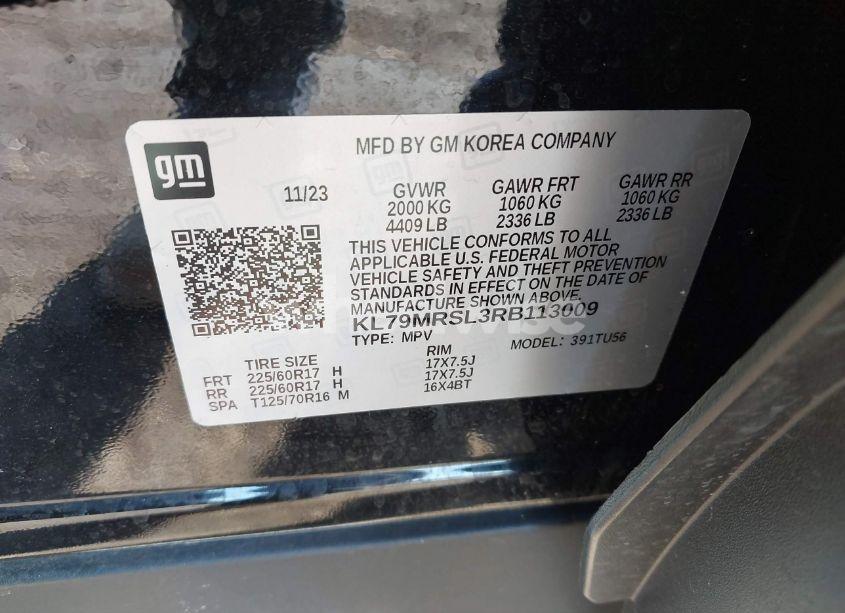 gm
MFD BY GM KOREA COMPANY
11/23
GVWR GAWR FRT GAWR RR
2000 KG 1060 KG 1060 KG
4409 LB 2336 LB 2336 LB
THIS VEHICLE CONFORMS TO ALL
APPLICABLE U.S. FEDERAL MOTOR
VEHICLE SAFETY AND THEFT PREVENTION
STANDARDS IN EFFECT ON THE DATE OF
MANUFACTURE SHOWN ABOVE.
KL79MRSL3RB113009
TYPE: MPV MODEL: 391TU56
TIRE SIZE RIM
FRT 225/60R17 H 17X7.5J
RR 225/60R17 H 17X7.5J
SPA T125/70R16 M 16X4BT